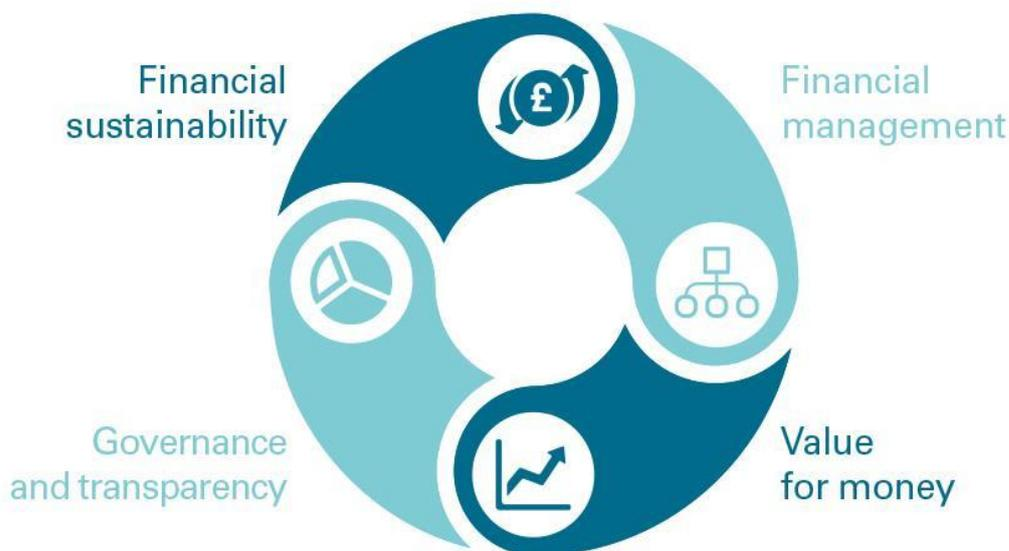 Financial
sustainability
£
Financial
management
Governance
and transparency
Value
for money